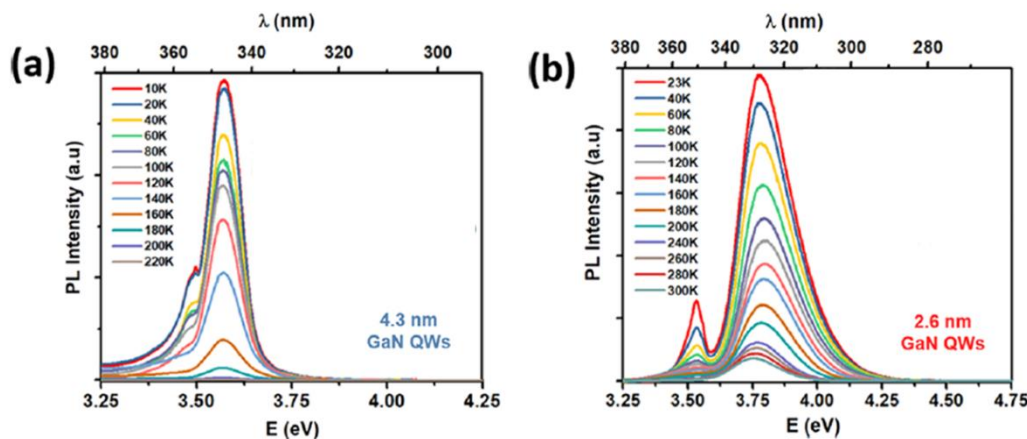 (a)
λ (nm)
380 360 340 320 300
10K
20K
40K
60K
80K
100K
120K
140K
160K
180K
200K
220K
PL Intensity (a.u)
4.3 nm
GaN QWs
3.25 3.50 3.75 4.00 4.25
E (eV)
(b)
λ (nm)
380 360 340 320 300 280
23K
40K
60K
80K
100K
120K
140K
160K
180K
200K
240K
260K
280K
300K
PL Intensity (a.u)
2.6 nm
GaN QWs
3.25 3.50 3.75 4.00 4.25 4.50 4.75
E (eV)